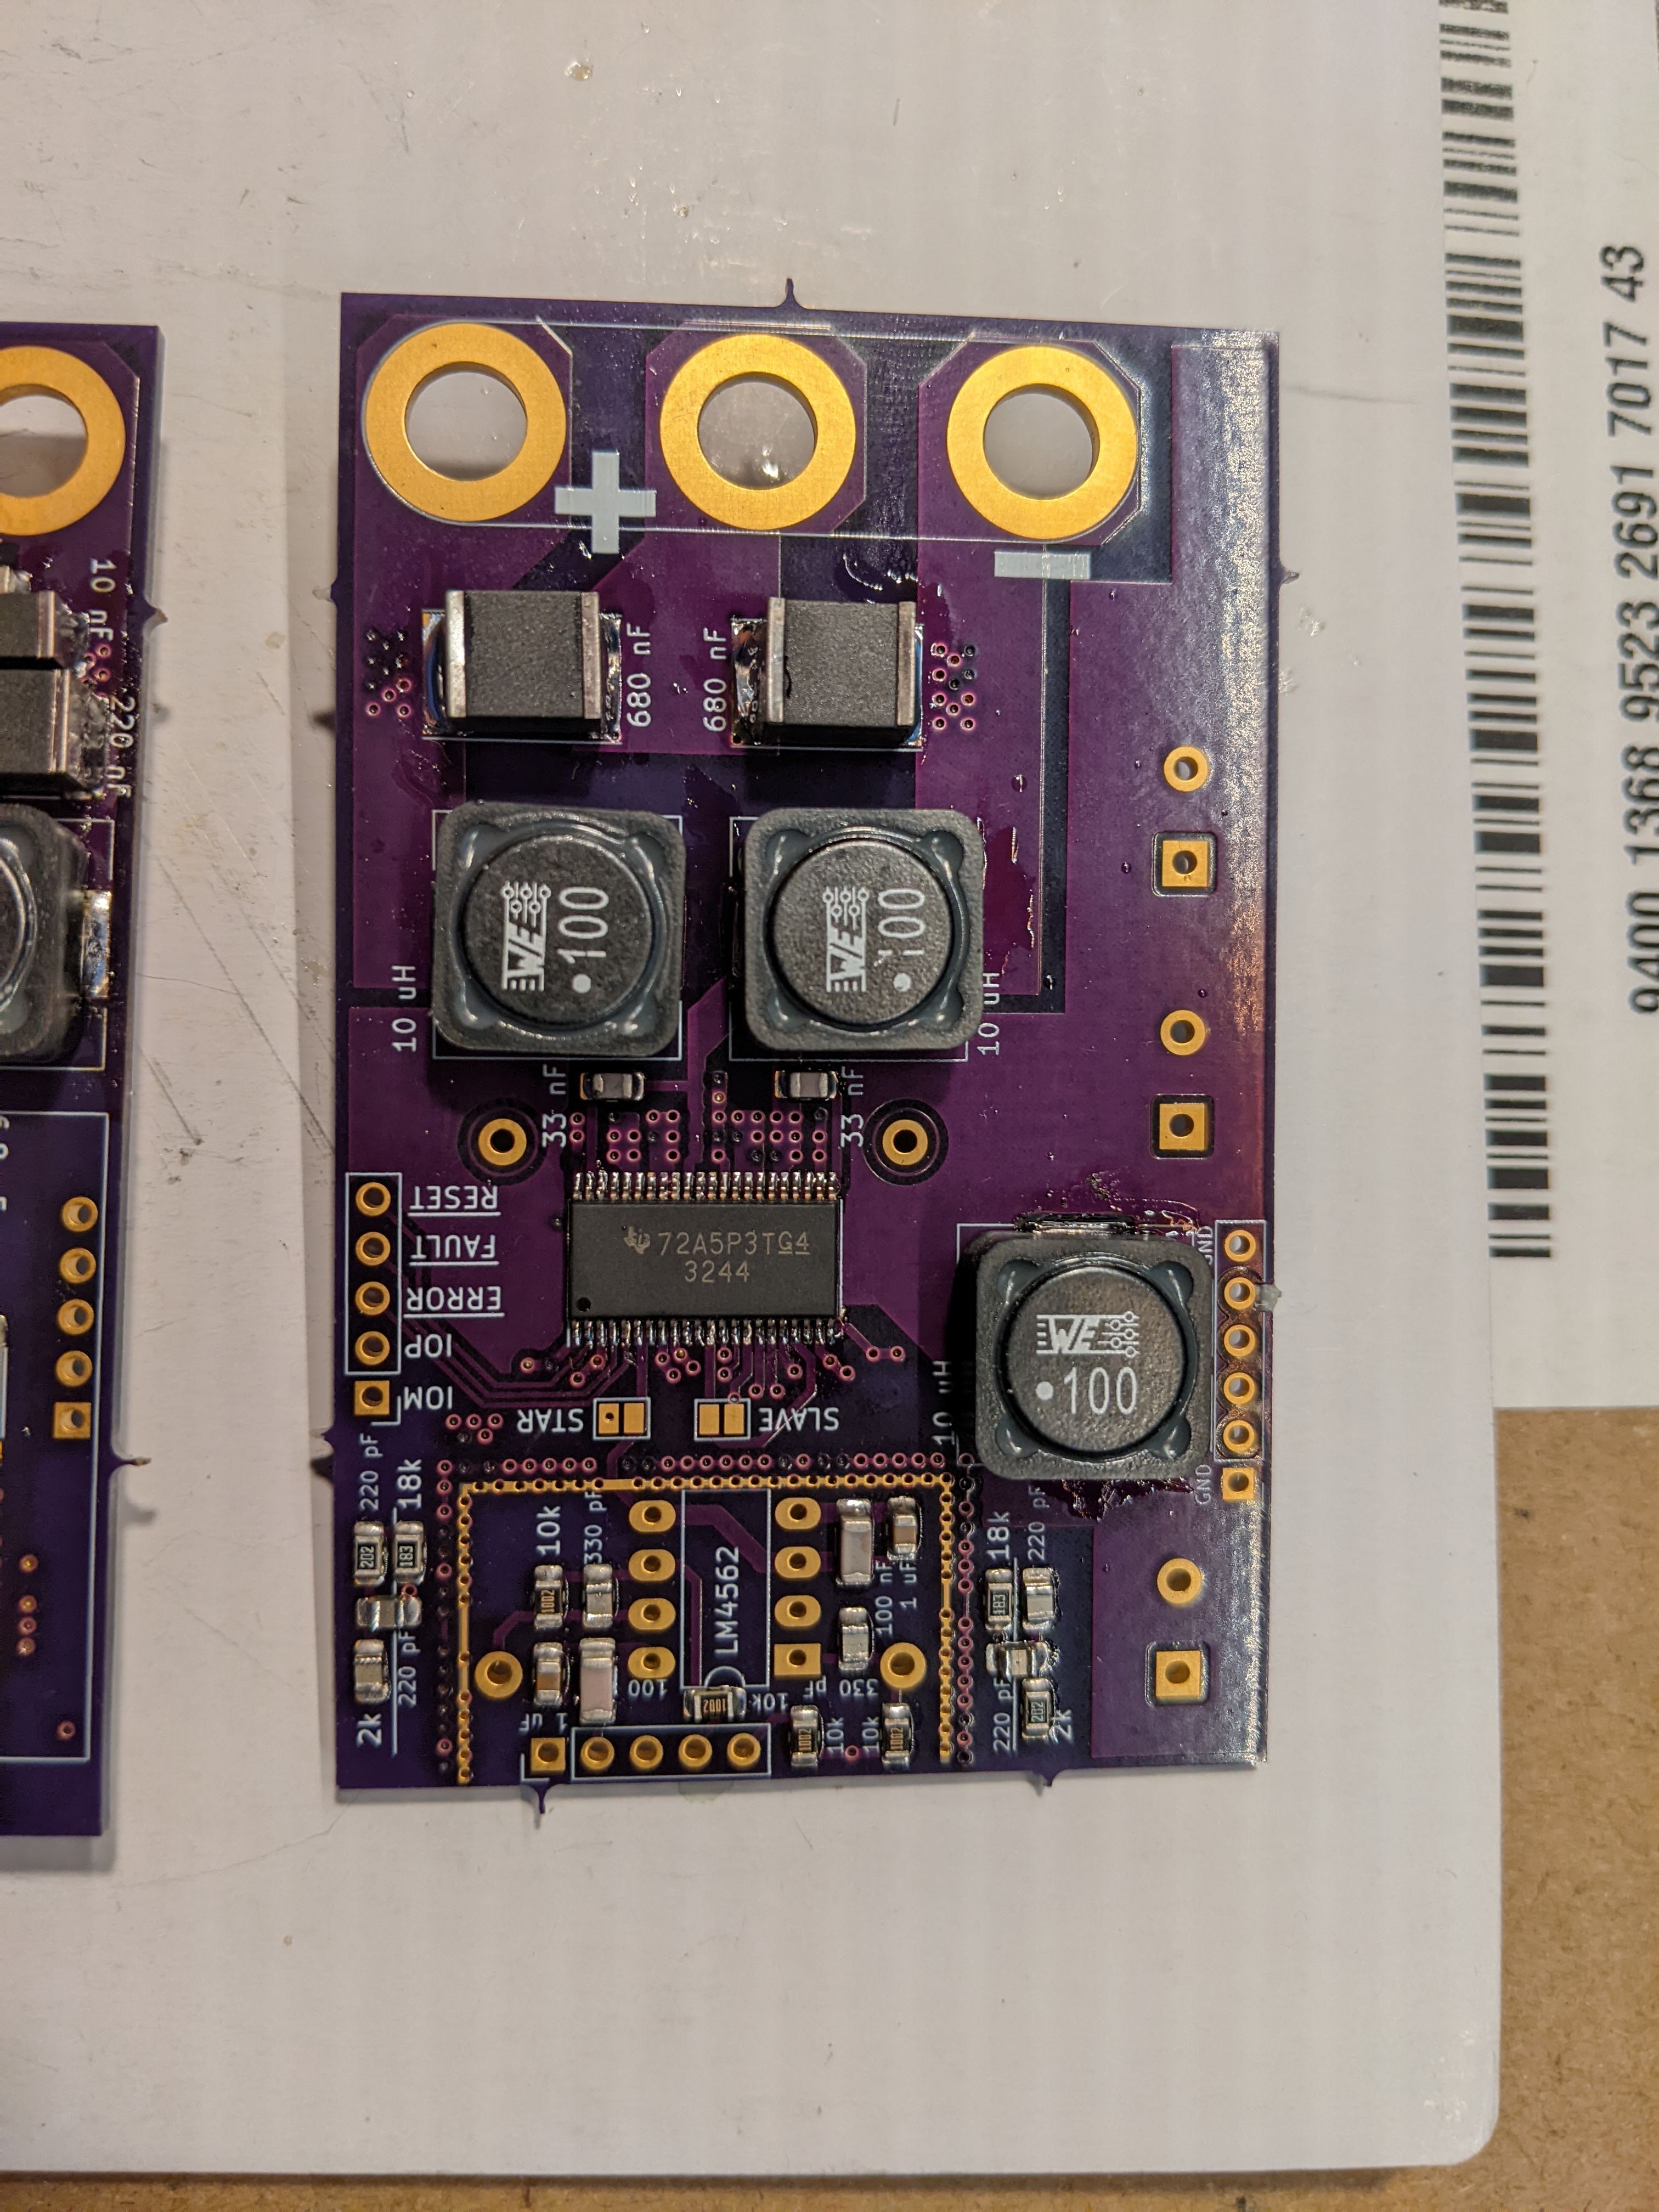 10 nF
220 nF
680 nF
680 nF
WE
100
WE
100
10 uH
10 uH
33 nF
33 nF
RESET
FAULT
ERROR
IOP
IOM
72A5P3TG4
3244
STAR
SLAVE
GND
WE
100
10 uH
GND
220 pF
18k
202
183
220 pF
2k
10k
330 pF
1002
LM4562
100
1 uF
1002
10k
100 nF
1 uF
330 pF
10k
1002
10k
1002
18k
220 pF
183
220 pF
202
2k
9400 1368 9523 2691 7017 43